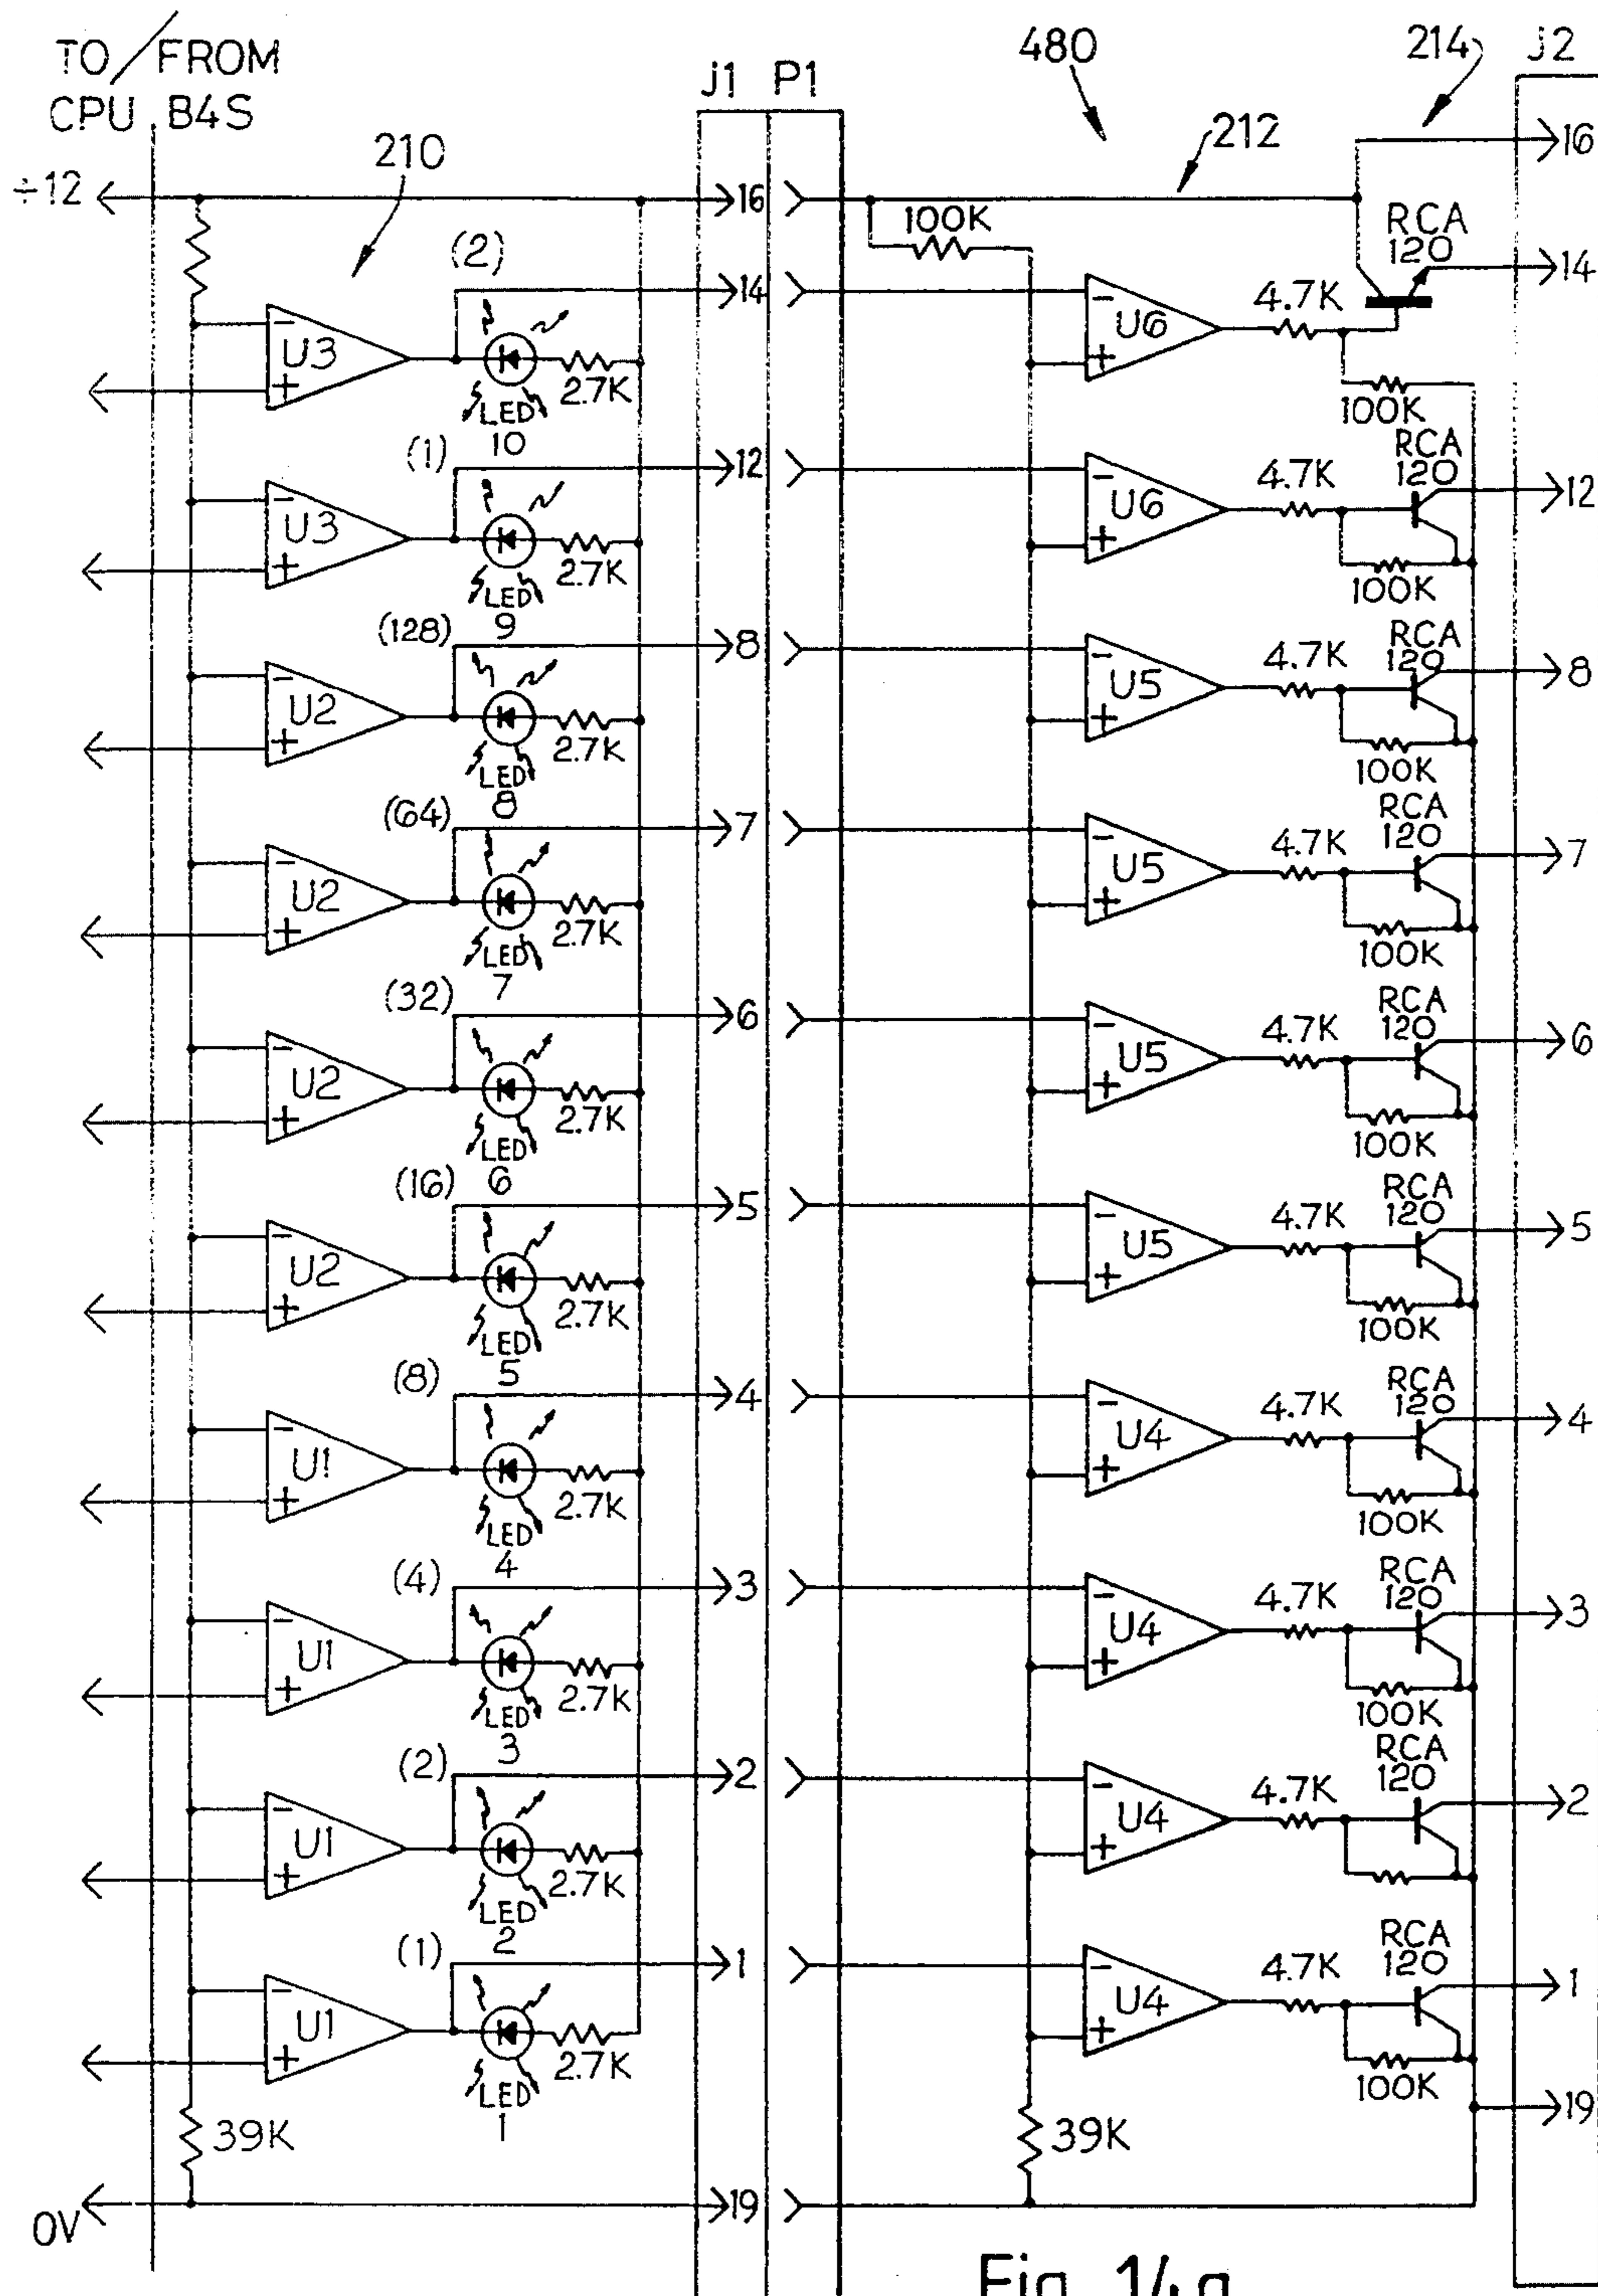 TO/FROM
CPU B4S
J1 P1
480
214
J2
210
212
16
÷12
16
100K
RCA
120
(2)
14
14
U3
U6
4.7K
LED
10
2.7K
100K
(1)
12
RCA
120
12
U3
U6
4.7K
LED
9
2.7K
100K
(128)
8
RCA
120
8
U2
U5
4.7K
LED
8
2.7K
100K
(64)
7
RCA
120
7
U2
U5
4.7K
LED
7
2.7K
100K
(32)
6
RCA
120
6
U2
U5
4.7K
LED
6
2.7K
100K
(16)
5
RCA
120
5
U2
U5
4.7K
LED
5
2.7K
100K
(8)
4
RCA
120
4
U1
U4
4.7K
LED
4
2.7K
100K
(4)
3
RCA
120
3
U1
U4
4.7K
LED
3
2.7K
100K
(2)
2
RCA
120
2
U1
U4
4.7K
LED
2
2.7K
(1)
1
RCA
120
1
U1
U4
4.7K
LED
1
2.7K
100K
19
39K
39K
0V
19
Fig. 14a